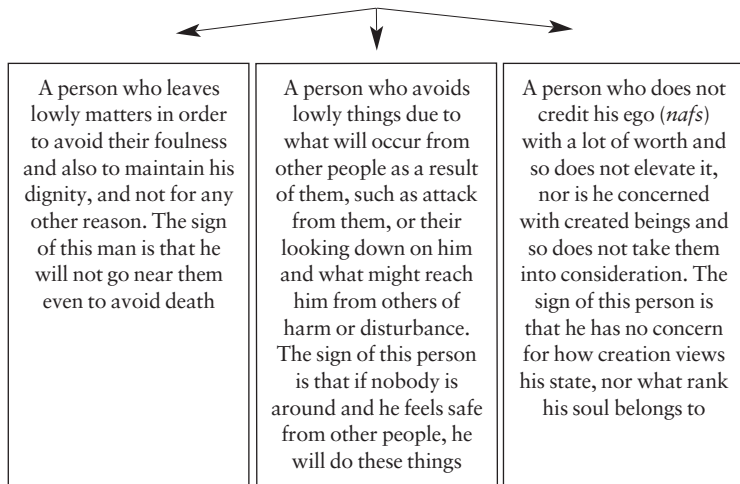 A person who leaves
lowly matters in order
to avoid their foulness
and also to maintain his
dignity, and not for any
other reason. The sign
of this man is that he
will not go near them
even to avoid death
A person who avoids
lowly things due to
what will occur from
other people as a result
of them, such as attack
from them, or their
looking down on him
and what might reach
him from others of
harm or disturbance.
The sign of this person
is that if nobody is
around and he feels safe
from other people, he
will do these things
A person who does not
credit his ego (nafs)
with a lot of worth and
so does not elevate it,
nor is he concerned
with created beings and
so does not take them
into consideration. The
sign of this person is
that he has no concern
for how creation views
his state, nor what rank
his soul belongs to